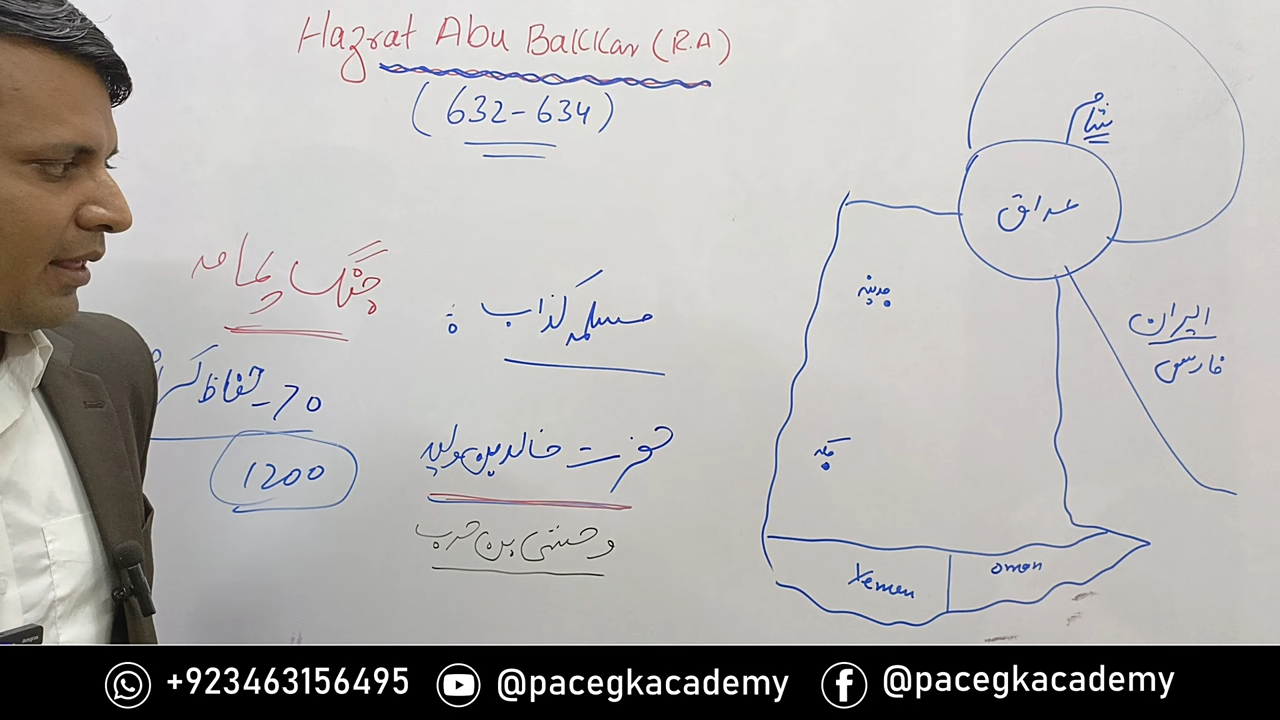 Hazrat Abu Bakkar (R.A)
(632-634)
جنگ یمامہ
70 - حفاظ کرام
1200
مسلمہ کذاب :
حضرت خالد بن ولید
وحشی بن حرب
شام
عراق
مدینہ
ایران
فارس
مکہ
Yemen
oman
+923463156495
@pacegkacademy
@pacegkacademy